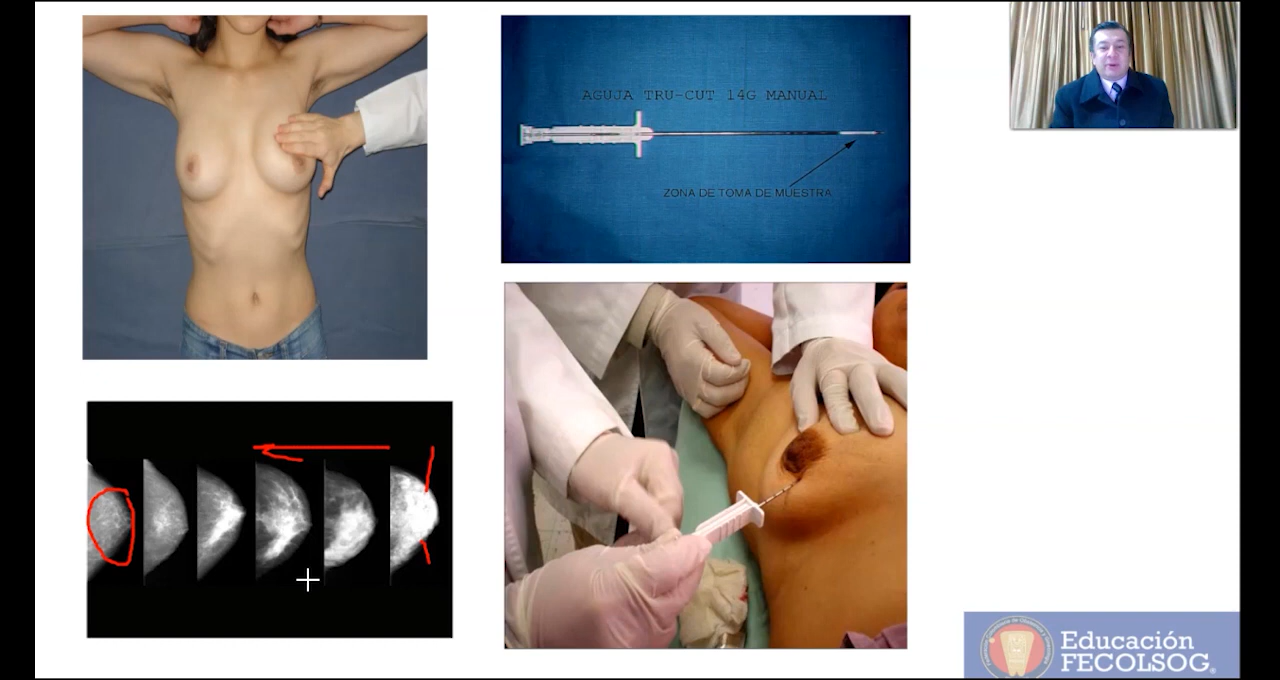 AGUJA TRU-CUT 14G MANUAL
ZONA DE TOMA DE MUESTRA
Educación
FECOLSOG